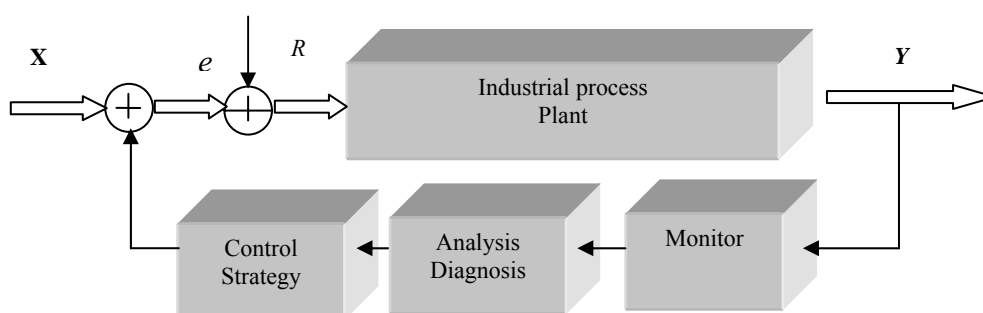 X
e
R
Industrial process
Plant
Y
Control
Strategy
Analysis
Diagnosis
Monitor